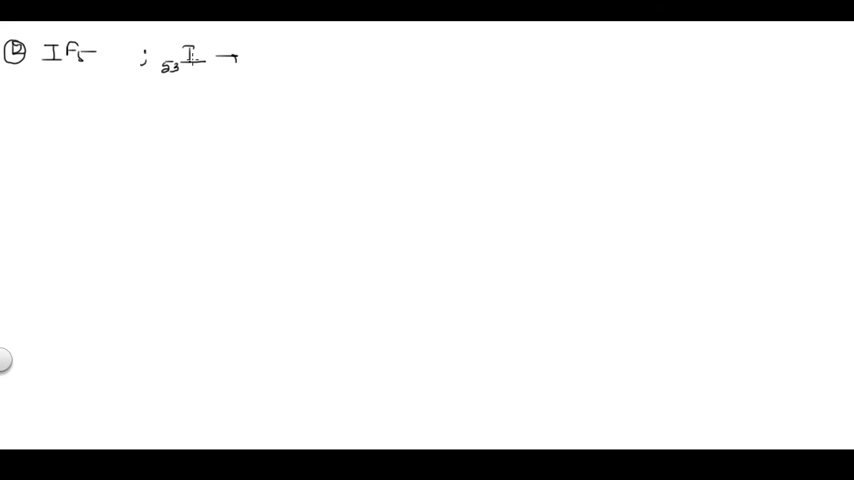 Ⓑ IF₅ ; ₅₃I →